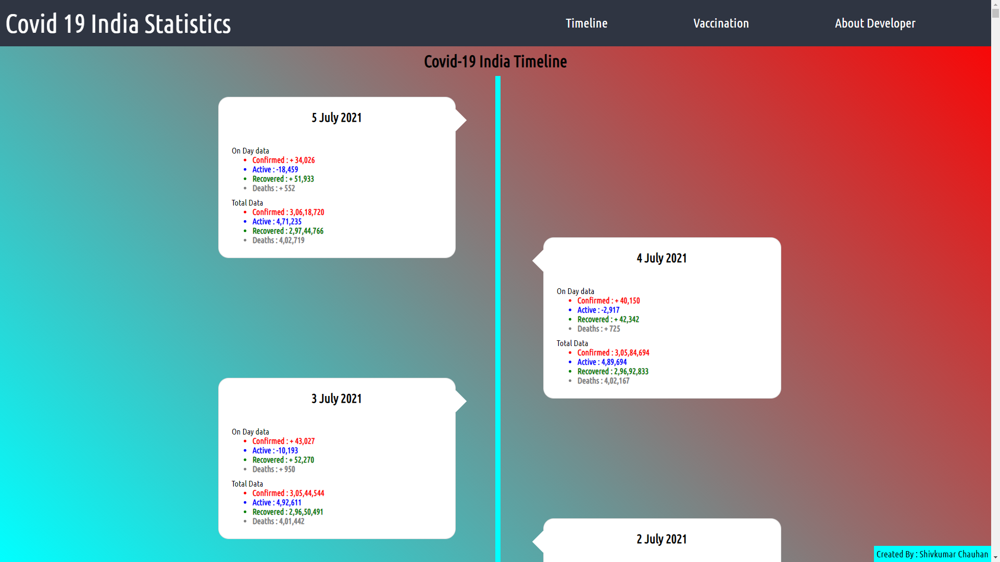 Covid 19 India Statistics
Timeline
Vaccination
About Developer
Covid-19 India Timeline
5 July 2021
On Day data
• Confirmed : + 34,026
• Active : -18,459
• Recovered : + 51,933
• Deaths : + 552
Total Data
• Confirmed : 3,06,18,720
• Active : 4,71,235
• Recovered : 2,97,44,766
• Deaths : 4,02,719
4 July 2021
On Day data
• Confirmed : + 40,150
• Active : -2,917
• Recovered : + 42,342
• Deaths : + 725
Total Data
• Confirmed : 3,05,84,694
• Active : 4,89,694
• Recovered : 2,96,92,833
• Deaths : 4,02,167
3 July 2021
On Day data
• Confirmed : + 43,027
• Active : -10,193
• Recovered : + 52,270
• Deaths : + 950
Total Data
• Confirmed : 3,05,44,544
• Active : 4,92,611
• Recovered : 2,96,50,491
• Deaths : 4,01,442
2 July 2021
Created By : Shivkumar Chauhan